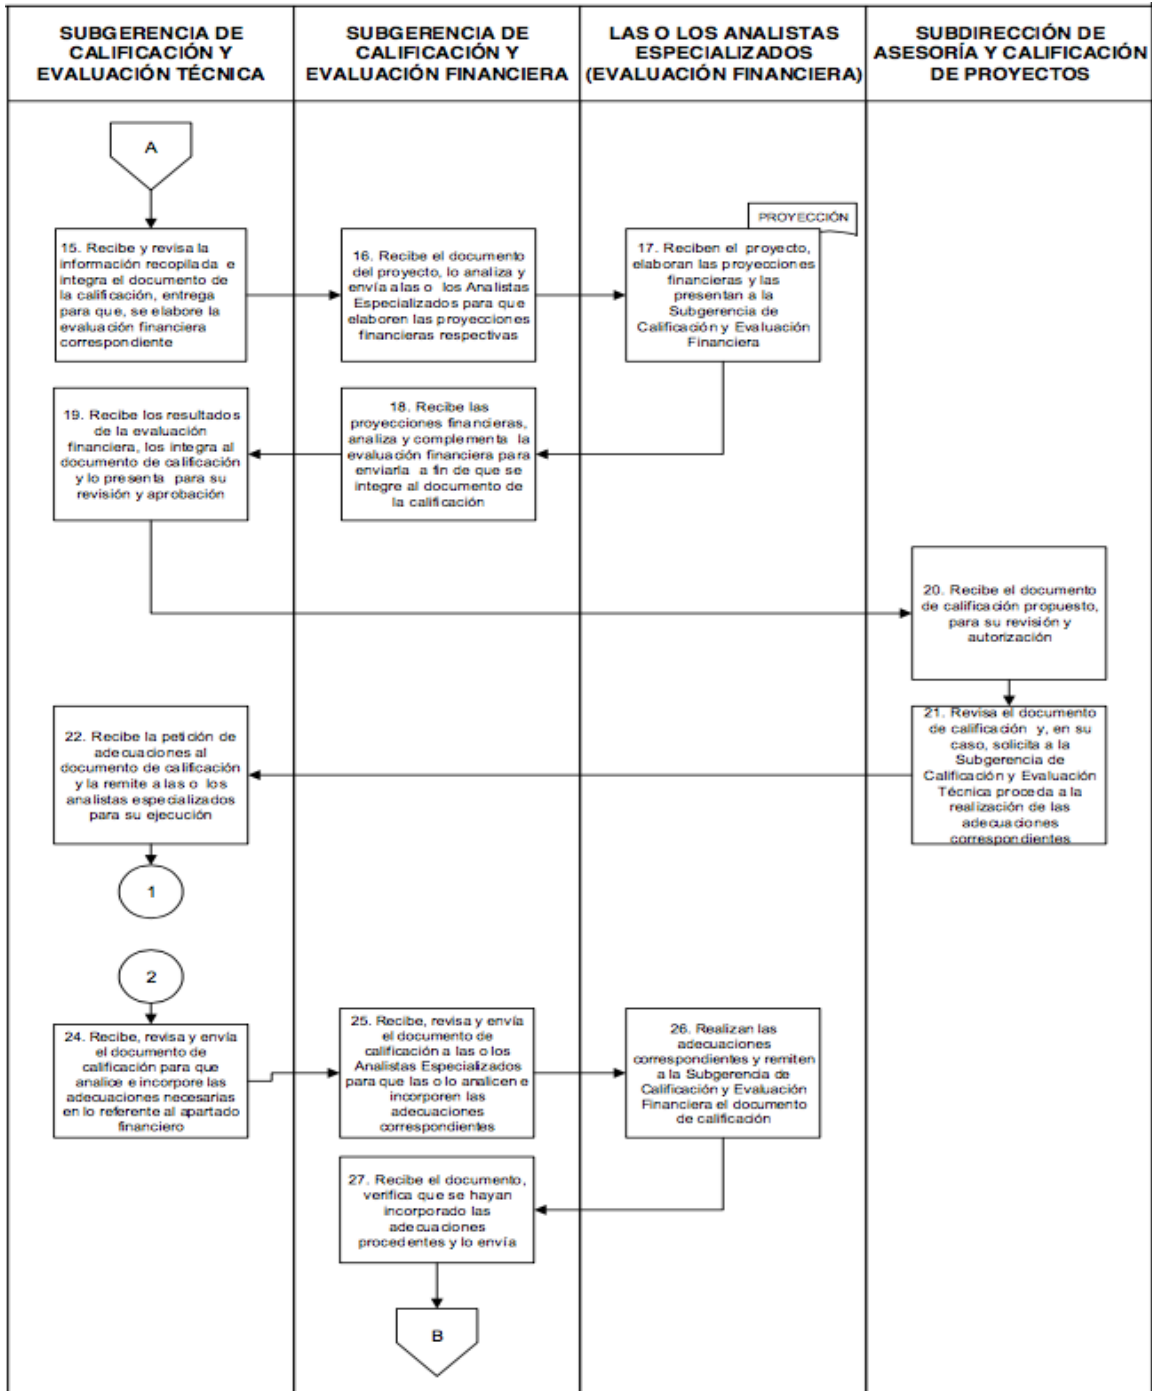 SUBGERENCIA DE
CALIFICACIÓN Y
EVALUACIÓN TÉCNICA
SUBGERENCIA DE
CALIFICACIÓN Y
EVALUACIÓN FINANCIERA
LAS O LOS ANALISTAS
ESPECIALIZADOS
(EVALUACIÓN FINANCIERA)
SUBDIRECCIÓN DE
ASESORÍA Y CALIFICACIÓN
DE PROYECTOS
A
15. Recibe y revisa la
información recopilada e
integra el documento de
la calificación, entrega
para que, se elabore la
evaluación financiera
correspondiente
16. Recibe el documento
del proyecto, lo analiza y
envía a las o los Analistas
Especializados para que
elaboren las proyecciones
financieras respectivas
PROYECCIÓN
17. Reciben el proyecto,
elaboran las proyecciones
financieras y las
presentan a la
Subgerencia de
Calificación y Evaluación
Financiera
19. Recibe los resultados
de la evaluación
financiera, los integra al
documento de calificación
y lo presenta para su
revisión y aprobación
18. Recibe las
proyecciones financieras,
analiza y complementa la
evaluación financiera para
enviarla a fin de que se
integre al documento de
la calificación
20. Recibe el documento
de calificación propuesto,
para su revisión y
autorización
22. Recibe la petición de
adecuaciones al
documento de calificación
y la remite a las o los
analistas especializados
para su ejecución
21. Revisa el documento
de calificación y, en su
caso, solicita a la
Subgerencia de
Calificación y Evaluación
Técnica proceda a la
realización de las
adecuaciones
correspondientes
1
2
24. Recibe, revisa y envía
el documento de
calificación para que
analice e incorpore las
adecuaciones necesarias
en lo referente al apartado
financiero
25. Recibe, revisa y envía
el documento de
calificación a las o los
Analistas Especializados
para que las o lo analicen e
incorporen las
adecuaciones
correspondientes
26. Realizan las
adecuaciones
correspondientes y remiten
a la Subgerencia de
Calificación y Evaluación
Financiera el documento
de calificación
27. Recibe el documento,
verifica que se hayan
incorporado las
adecuaciones
procedentes y lo envía
B